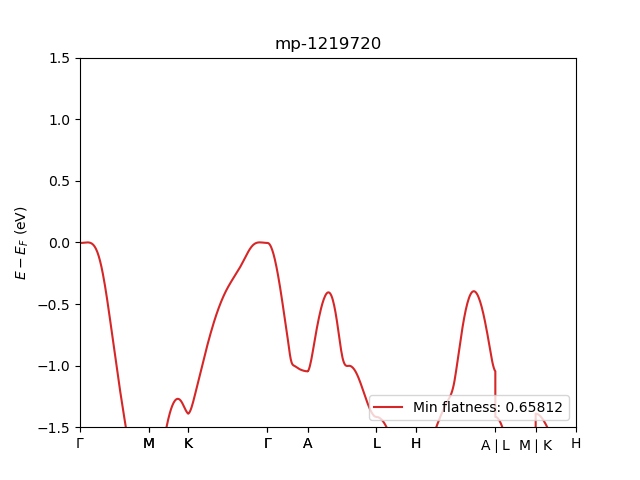 mp-1219720
1.5
1.0
0.5
0.0
−0.5
−1.0
−1.5
E − E_F (eV)
Min flatness: 0.65812
Γ M K Γ A L H A | L M | K H